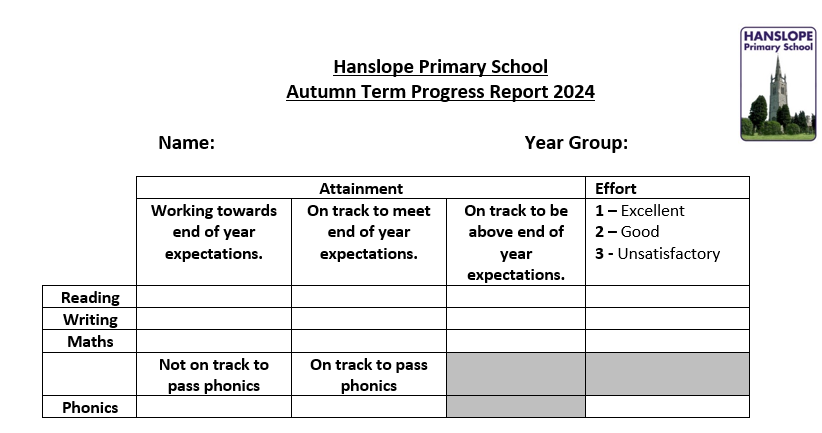 HANSLOPE
Primary School
Hanslope Primary School
Autumn Term Progress Report 2024
Name: Year Group:
Attainment Effort
Working towards end of year expectations. On track to meet end of year expectations. On track to be above end of year expectations. 1 – Excellent 2 – Good 3 - Unsatisfactory
Reading
Writing
Maths
Not on track to pass phonics On track to pass phonics
Phonics